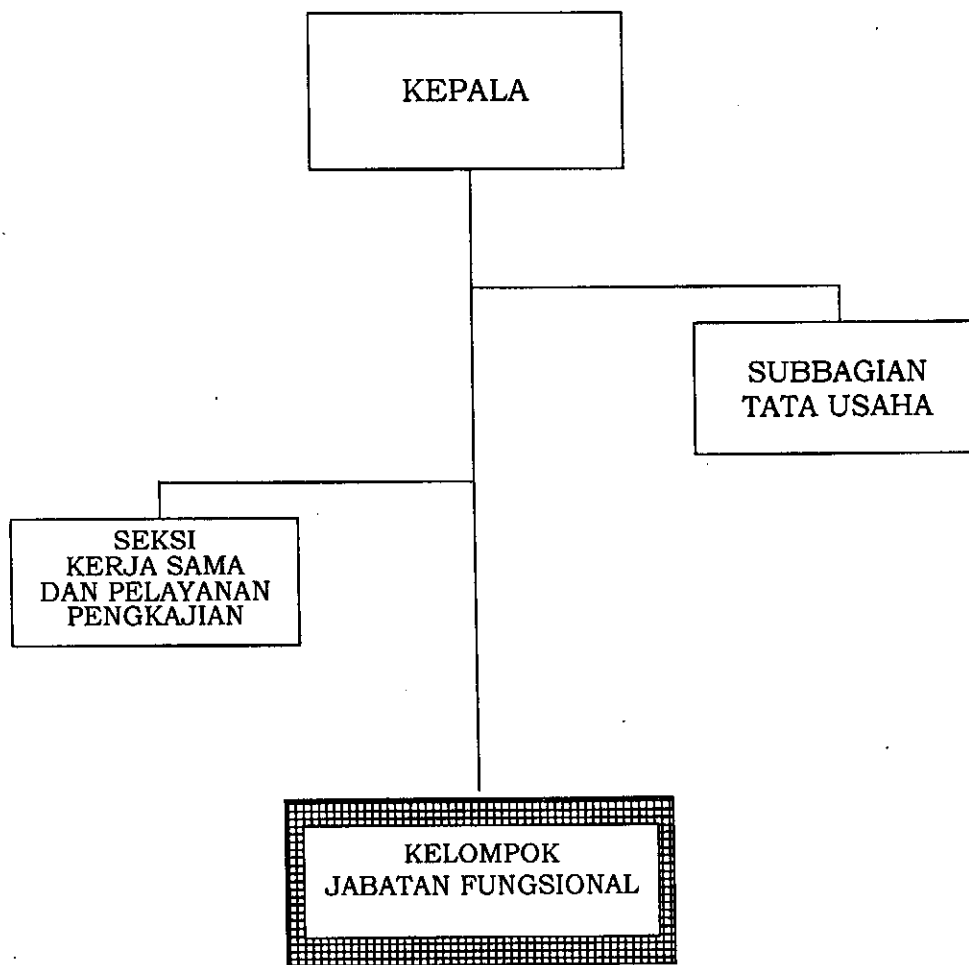 KEPALA
SUBBAGIAN
TATA USAHA
SEKSI
KERJA SAMA
DAN PELAYANAN
PENGKAJIAN
KELOMPOK
JABATAN FUNGSIONAL